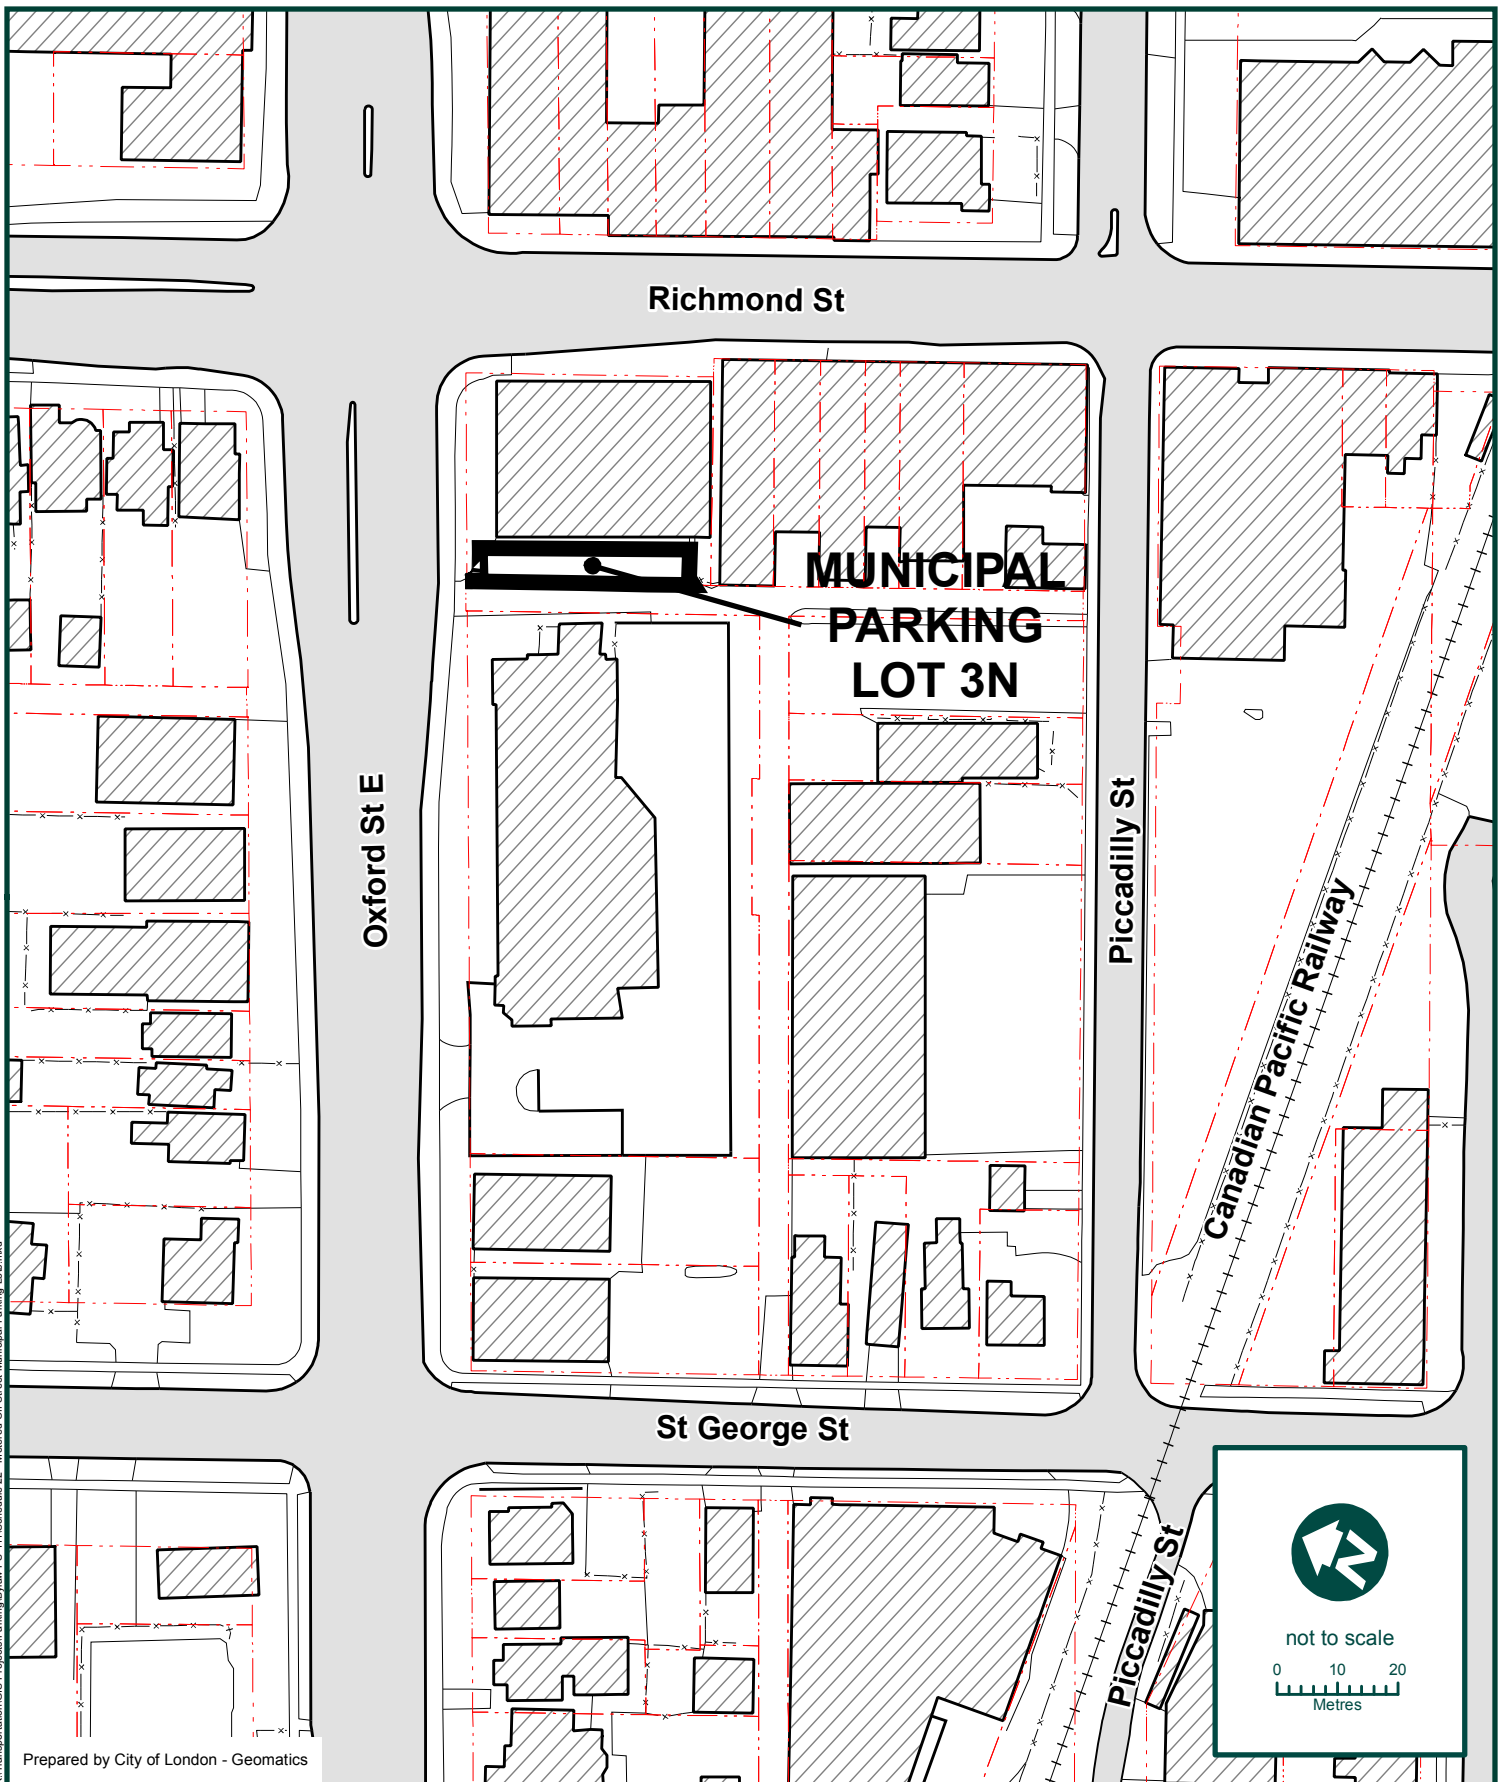 Richmond St
MUNICIPAL
PARKING
LOT 3N
Oxford St E
Piccadilly St
Canadian Pacific Railway
St George St
Piccadilly St
N
not to scale
0 10 20
Metres
Prepared by City of London - Geomatics